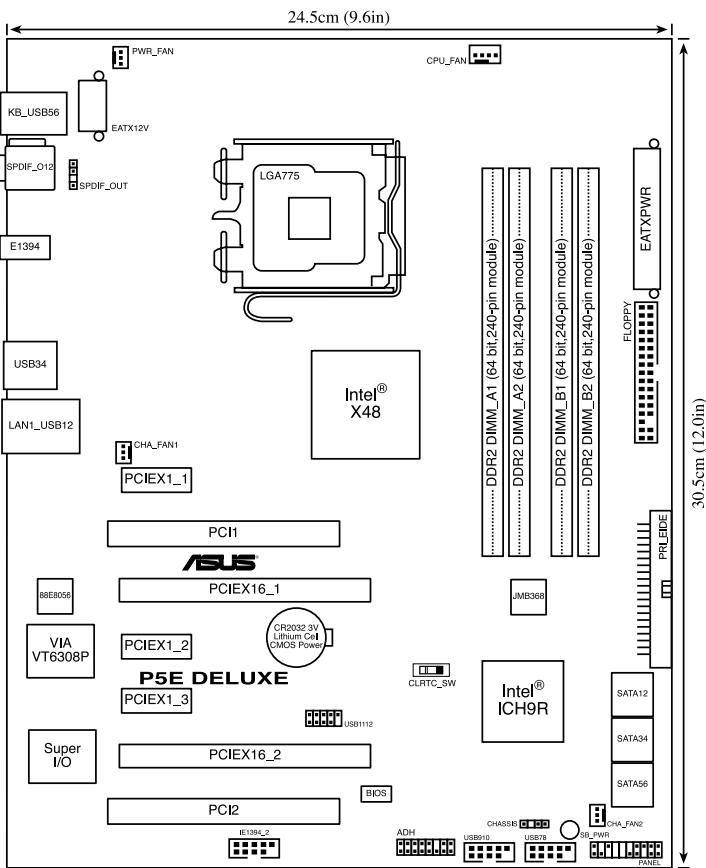 24.5cm (9.6in)
PWR_FAN
CPU_FAN
KB_USB56
EATX12V
SPDIF_O12
SPDIF_OUT
LGA775
E1394
EATXPWR
FLOPPY
DDR2 DIMM_A1 (64 bit,240-pin module)
DDR2 DIMM_A2 (64 bit,240-pin module)
DDR2 DIMM_B1 (64 bit,240-pin module)
DDR2 DIMM_B2 (64 bit,240-pin module)
USB34
Intel®
X48
LAN1_USB12
CHA_FAN1
30.5cm (12.0in)
PCIEX1_1
PCI1
PRI_EIDE
ASUS
88E8056
PCIEX16_1
JMB368
CR2032 3V
Lithium Cell
CMOS Power
VIA
VT6308P
PCIEX1_2
P5E DELUXE
CLRTC_SW
Intel®
ICH9R
SATA12
PCIEX1_3
USB1112
Super
I/O
PCIEX16_2
SATA34
BIOS
SATA56
PCI2
CHASSIS
CHA_FAN2
SB_PWR
IE1394_2
ADH
USB910
USB78
PANEL